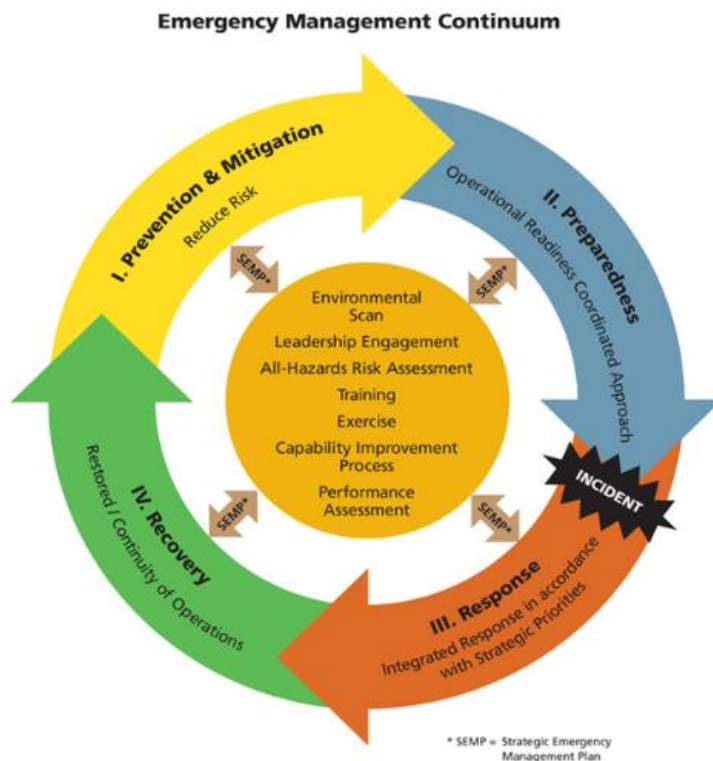 Emergency Management Continuum
I. Prevention & Mitigation
Reduce Risk
II. Preparedness
Operational Readiness Coordinated Approach
SEMP*
SEMP*
Environmental
Scan
Leadership Engagement
All-Hazards Risk Assessment
Training
Exercise
Capability Improvement
Process
Performance
Assessment
INCIDENT
SEMP*
SEMP*
III. Response
Integrated Response in accordance
with Strategic Priorities
IV. Recovery
Restored / Continuity of Operations
* SEMP = Strategic Emergency
Management Plan